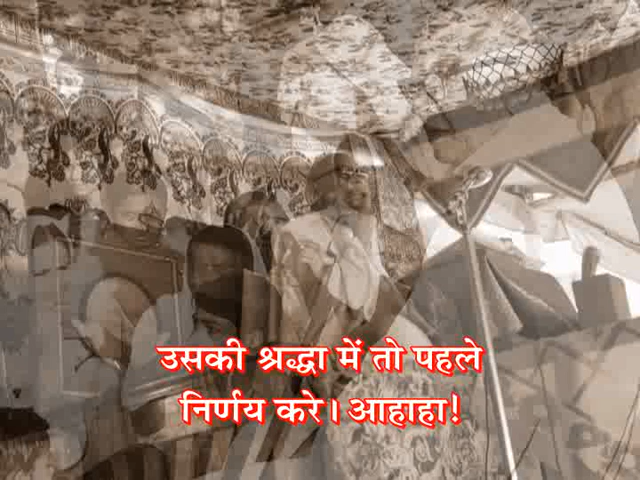 उसकी श्रद्धा में तो पहले
निर्णय करे। आहाहा!